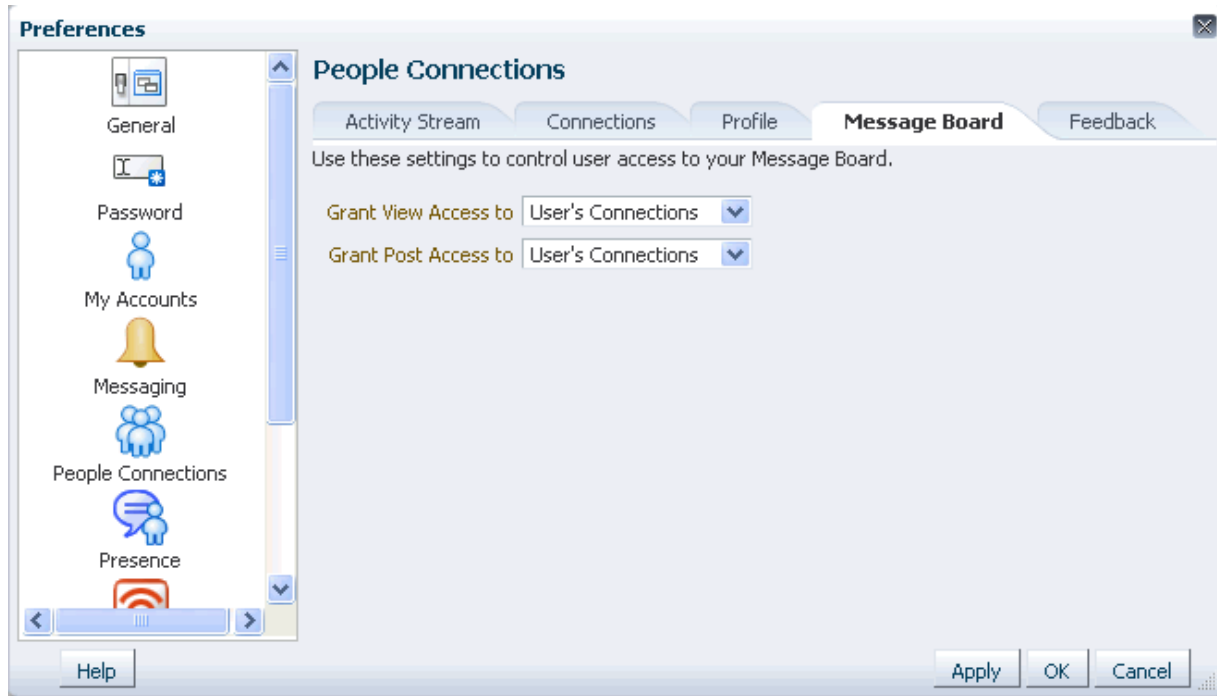 Preferences
General
Password
My Accounts
Messaging
People Connections
Presence
People Connections
Activity Stream Connections Profile Message Board Feedback
Use these settings to control user access to your Message Board.
Grant View Access to User's Connections
Grant Post Access to User's Connections
Help Apply OK Cancel